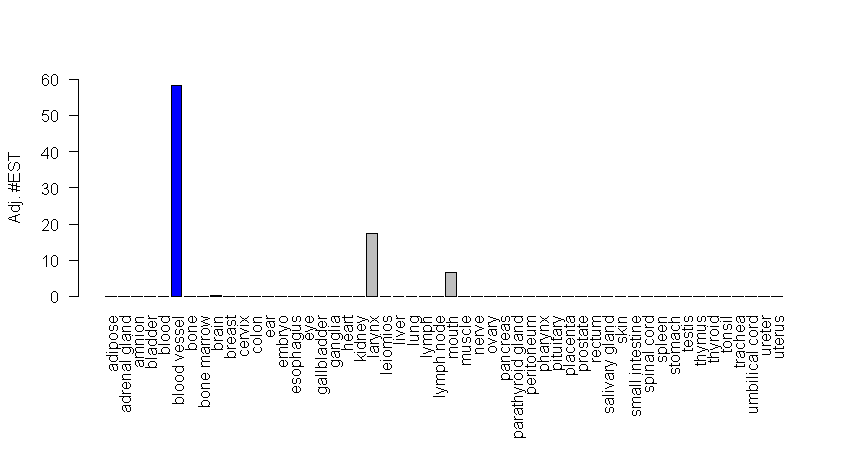 Adj. #EST
60
50
40
30
20
10
0
adipose
adrenal gland
amnion
bladder
blood
blood vessel
bone
bone marrow
brain
breast
cervix
colon
ear
embryo
esophagus
eye
gallbladder
ganglia
heart
kidney
larynx
leiomios
liver
lung
lymph
lymph node
mouth
muscle
nerve
ovary
pancreas
parathyroid gland
peritoneum
pharynx
pituitary
placenta
prostate
rectum
salivary gland
skin
small intestine
spinal cord
spleen
stomach
testis
thymus
thyroid
tonsil
trachea
umbilical cord
ureter
uterus